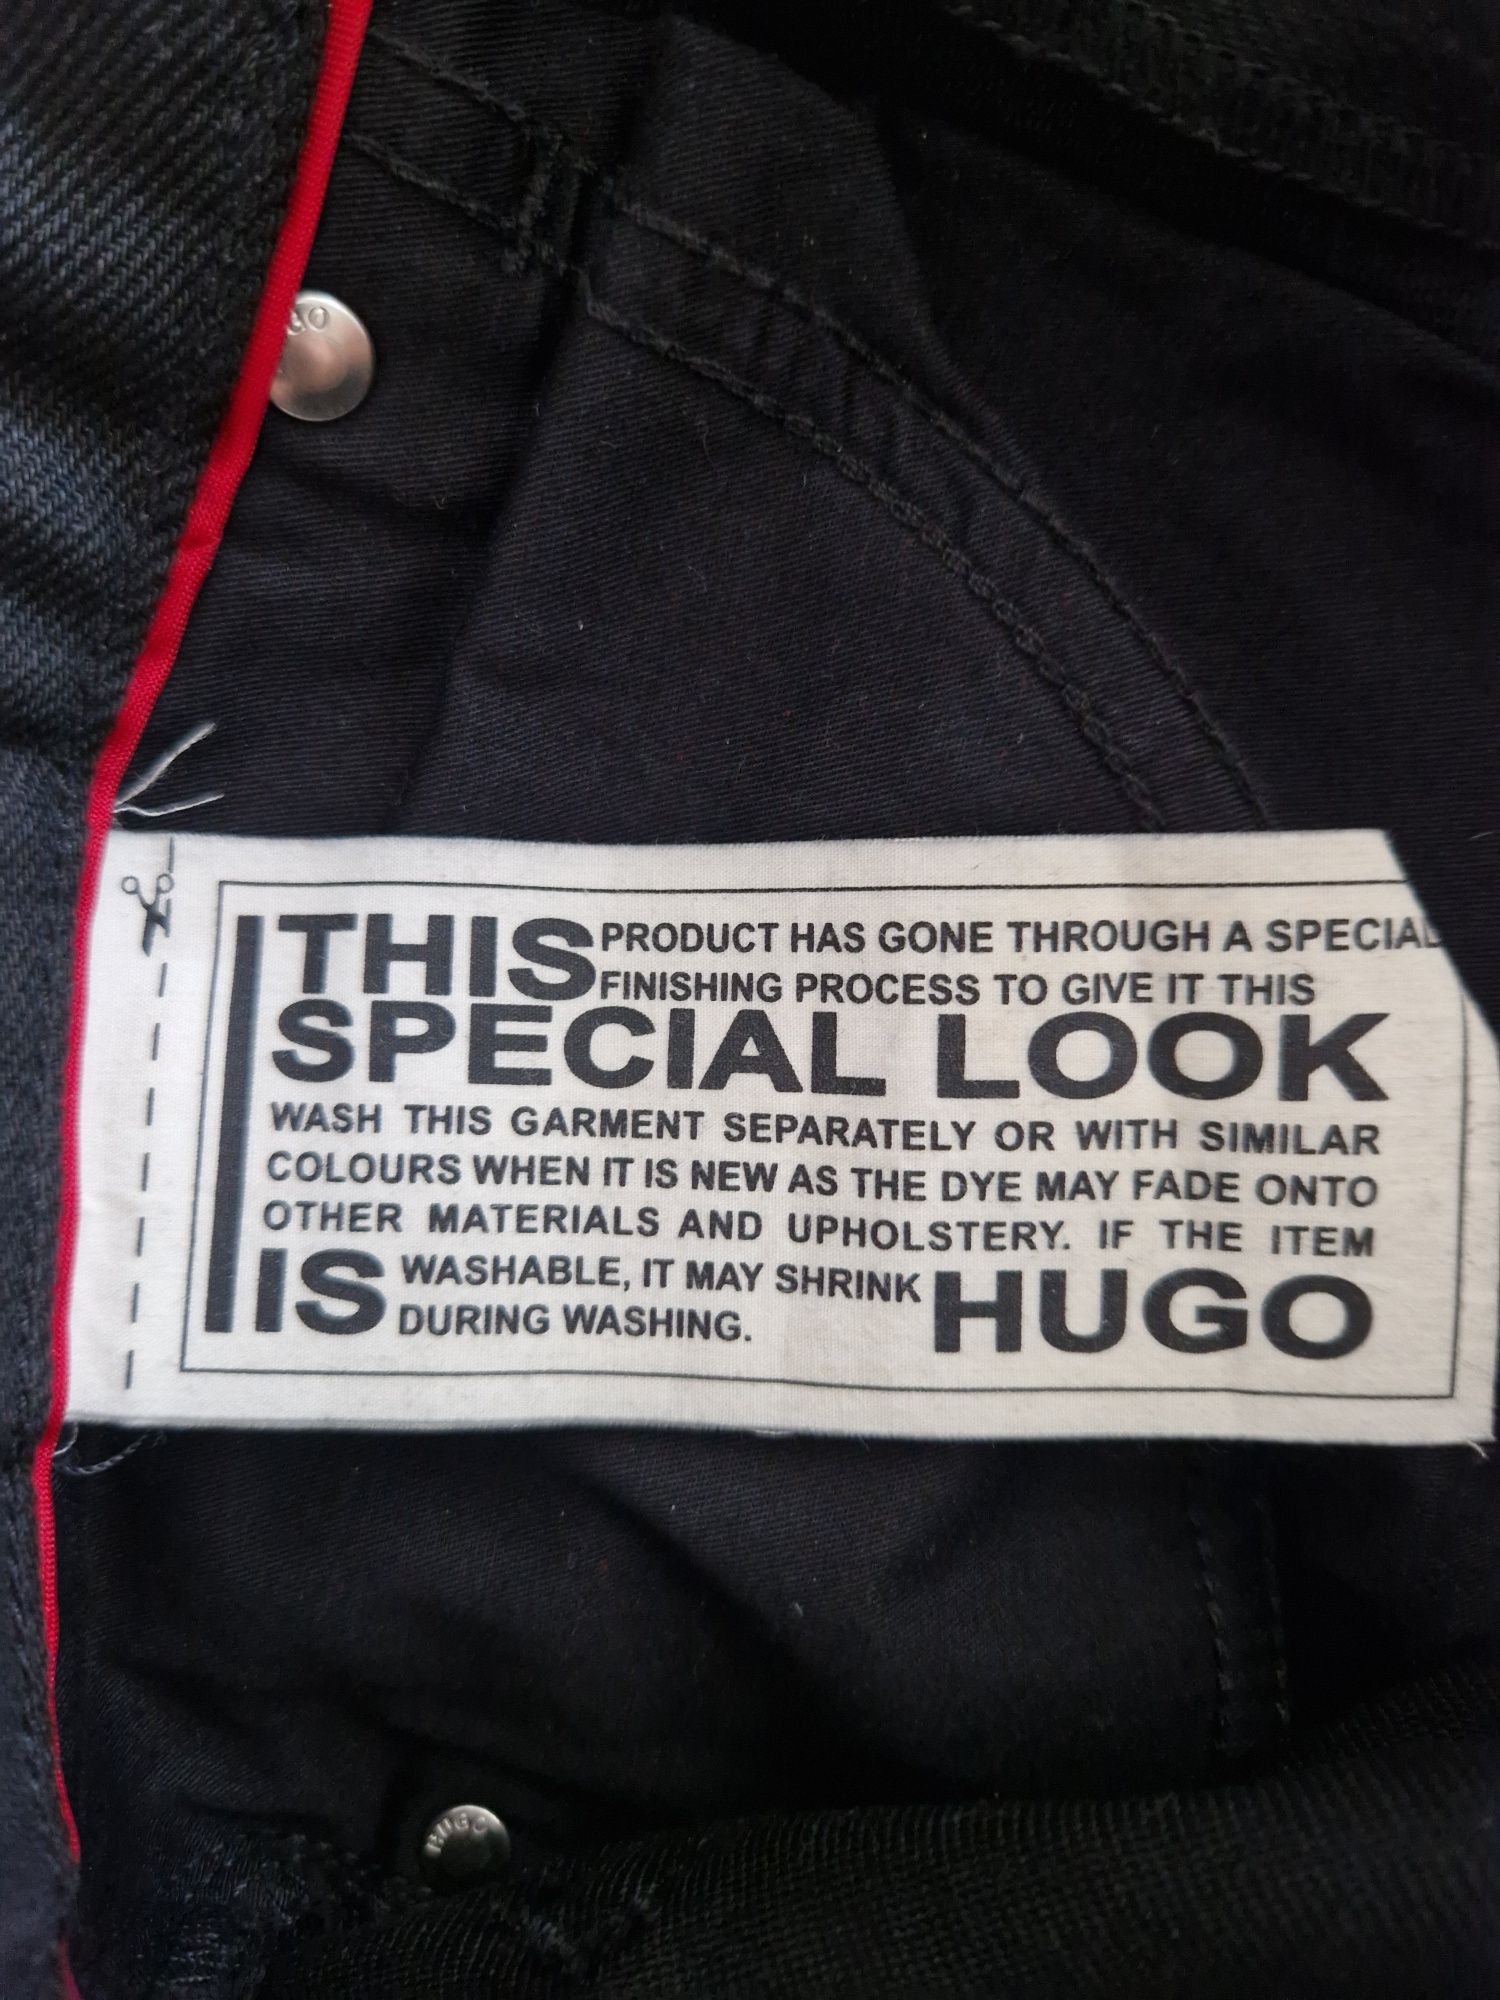 HUGO
THIS PRODUCT HAS GONE THROUGH A SPECIAL
FINISHING PROCESS TO GIVE IT THIS
SPECIAL LOOK
WASH THIS GARMENT SEPARATELY OR WITH SIMILAR
COLOURS WHEN IT IS NEW AS THE DYE MAY FADE ONTO
OTHER MATERIALS AND UPHOLSTERY. IF THE ITEM
IS WASHABLE, IT MAY SHRINK
DURING WASHING. HUGO
HUGO